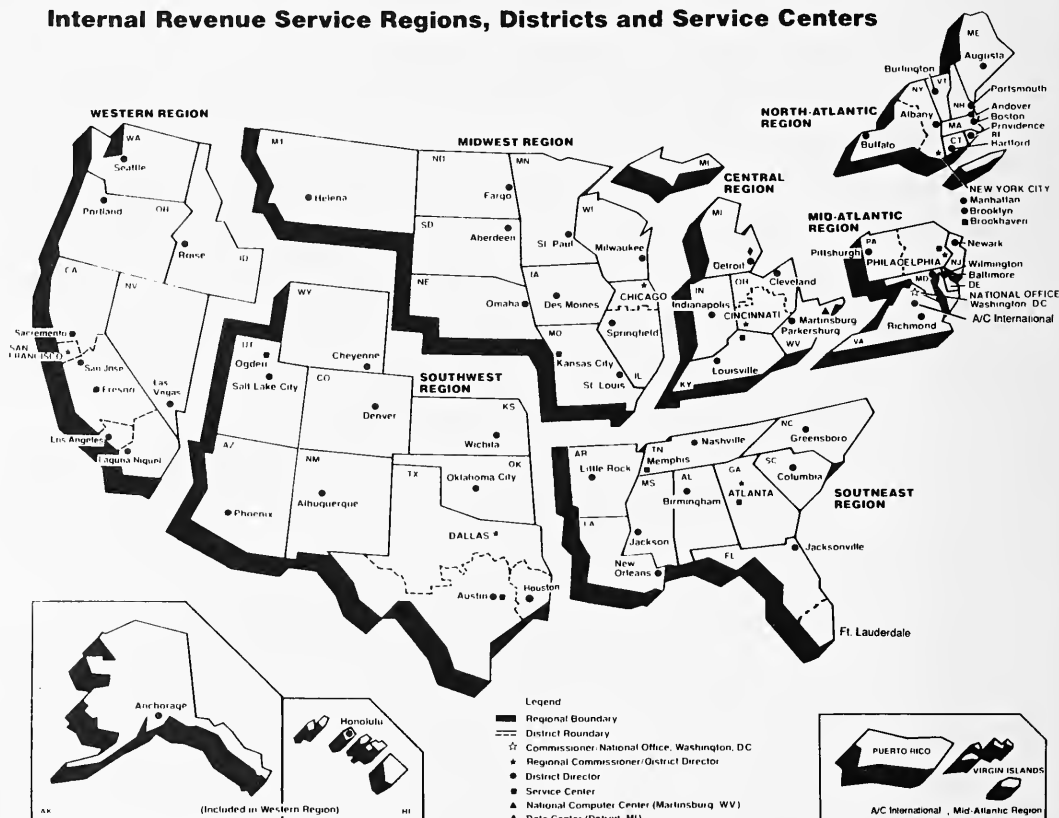 Internal Revenue Service Regions, Districts and Service Centers
WESTERN REGION
WA
Seattle
Portland
OR
Boise
ID
CA
NV
Sacramento
SAN FRANCISCO
San Jose
Fresno
Las Vegas
Los Angeles
Laguna Niguel
MIDWEST REGION
MT
Helena
ND
Fargo
MN
St. Paul
SD
Aberdeen
WI
Milwaukee
NE
Omaha
IA
Des Moines
CHICAGO
Springfield
MO
Kansas City
St. Louis
IL
CENTRAL REGION
MI
MI
Detroit
IN
Indianapolis
OH
Cleveland
CINCINNATI
Martinsburg
Parkersburg
WV
Louisville
KY
NORTH-ATLANTIC REGION
ME
Augusta
Burlington
VT
NY
Portsmouth
NH
Andover
Albany
MA
Boston
Providence
RI
CT
Hartford
Buffalo
NEW YORK CITY
Manhattan
Brooklyn
Brookhaven
MID-ATLANTIC REGION
PA
Pittsburgh
PHILADELPHIA
NJ
Newark
Wilmington
MD
Baltimore
DE
NATIONAL OFFICE
Washington DC
A/C International
Richmond
VA
SOUTHWEST REGION
WY
Cheyenne
UT
Ogden
Salt Lake City
CO
Denver
KS
Wichita
AZ
Phoenix
NM
Albuquerque
TX
OK
Oklahoma City
DALLAS
Austin
Houston
SOUTHEAST REGION
AR
Little Rock
TN
Nashville
Memphis
NC
Greensboro
SC
Columbia
MS
Jackson
AL
Birmingham
GA
ATLANTA
LA
New Orleans
FL
Jacksonville
Ft. Lauderdale
Anchorage
AK
Honolulu
(Included in Western Region)
HI
Legend
Regional Boundary
District Boundary
Commissioner/National Office, Washington, DC
Regional Commissioner/District Director
District Director
Service Center
National Computer Center (Martinsburg WV)
Data Center (Detroit, MI)
PUERTO RICO
VIRGIN ISLANDS
A/C International , Mid-Atlantic Region